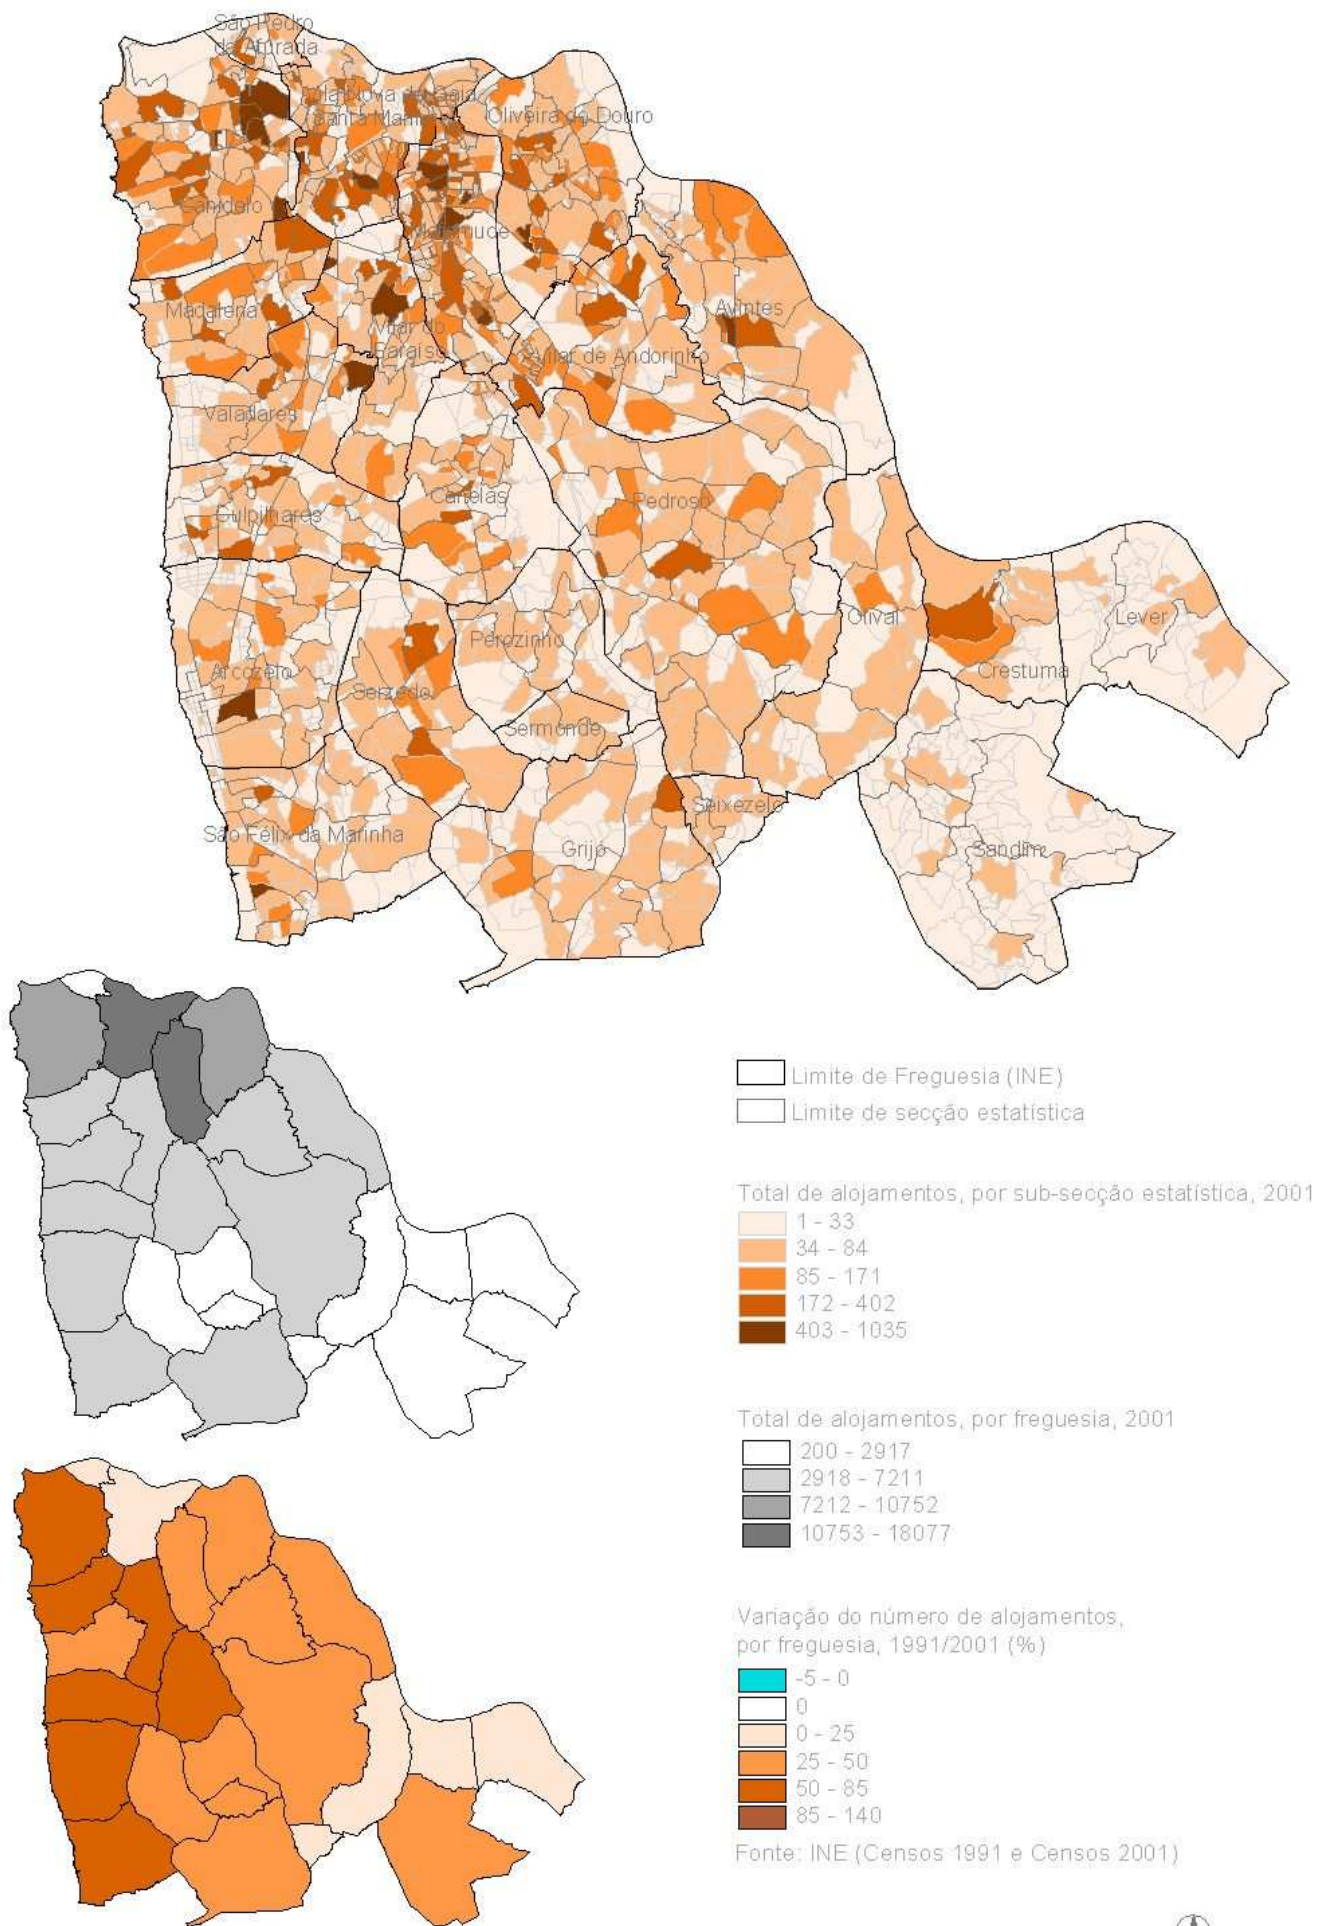 São Pedro
da Afurada
Vila Nova de Gaia
Santa Marinha
Oliveira do Douro
Canidelo
Mafamude
Madalena
Avintes
Vilar do
Paraíso
Vilar de Andorinho
Valadares
Canelas
Pedroso
Gulpilhares
Olival
Lever
Perozinho
Arcozelo
Crestuma
Serzedo
Sermonde
Seixezelo
São Félix da Marinha
Grijó
Sandim
Limite de Freguesia (INE)
Limite de secção estatística
Total de alojamentos, por sub-secção estatística, 2001
1 - 33
34 - 84
85 - 171
172 - 402
403 - 1035
Total de alojamentos, por freguesia, 2001
200 - 2917
2918 - 7211
7212 - 10752
10753 - 18077
Variação do número de alojamentos,
por freguesia, 1991/2001 (%)
-5 - 0
0
0 - 25
25 - 50
50 - 85
85 - 140
Fonte: INE (Censos 1991 e Censos 2001)